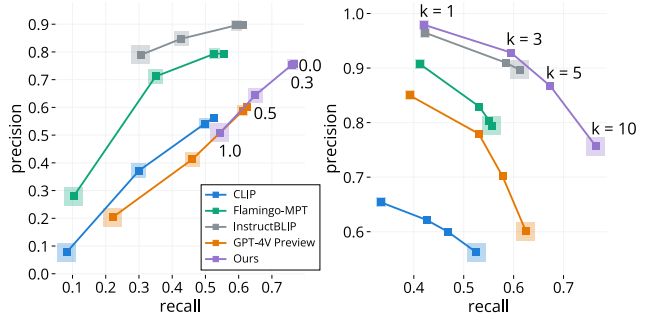 0.9
0.8
0.7
0.6
0.5
0.4
0.3
0.2
0.1
0.0
precision
0.0
0.3
0.5
1.0
CLIP
Flamingo-MPT
InstructBLIP
GPT-4V Preview
Ours
0.1 0.2 0.3 0.4 0.5 0.6 0.7
recall
1.0
0.9
0.8
0.7
0.6
precision
k = 1
k = 3
k = 5
k = 10
0.4 0.5 0.6 0.7
recall